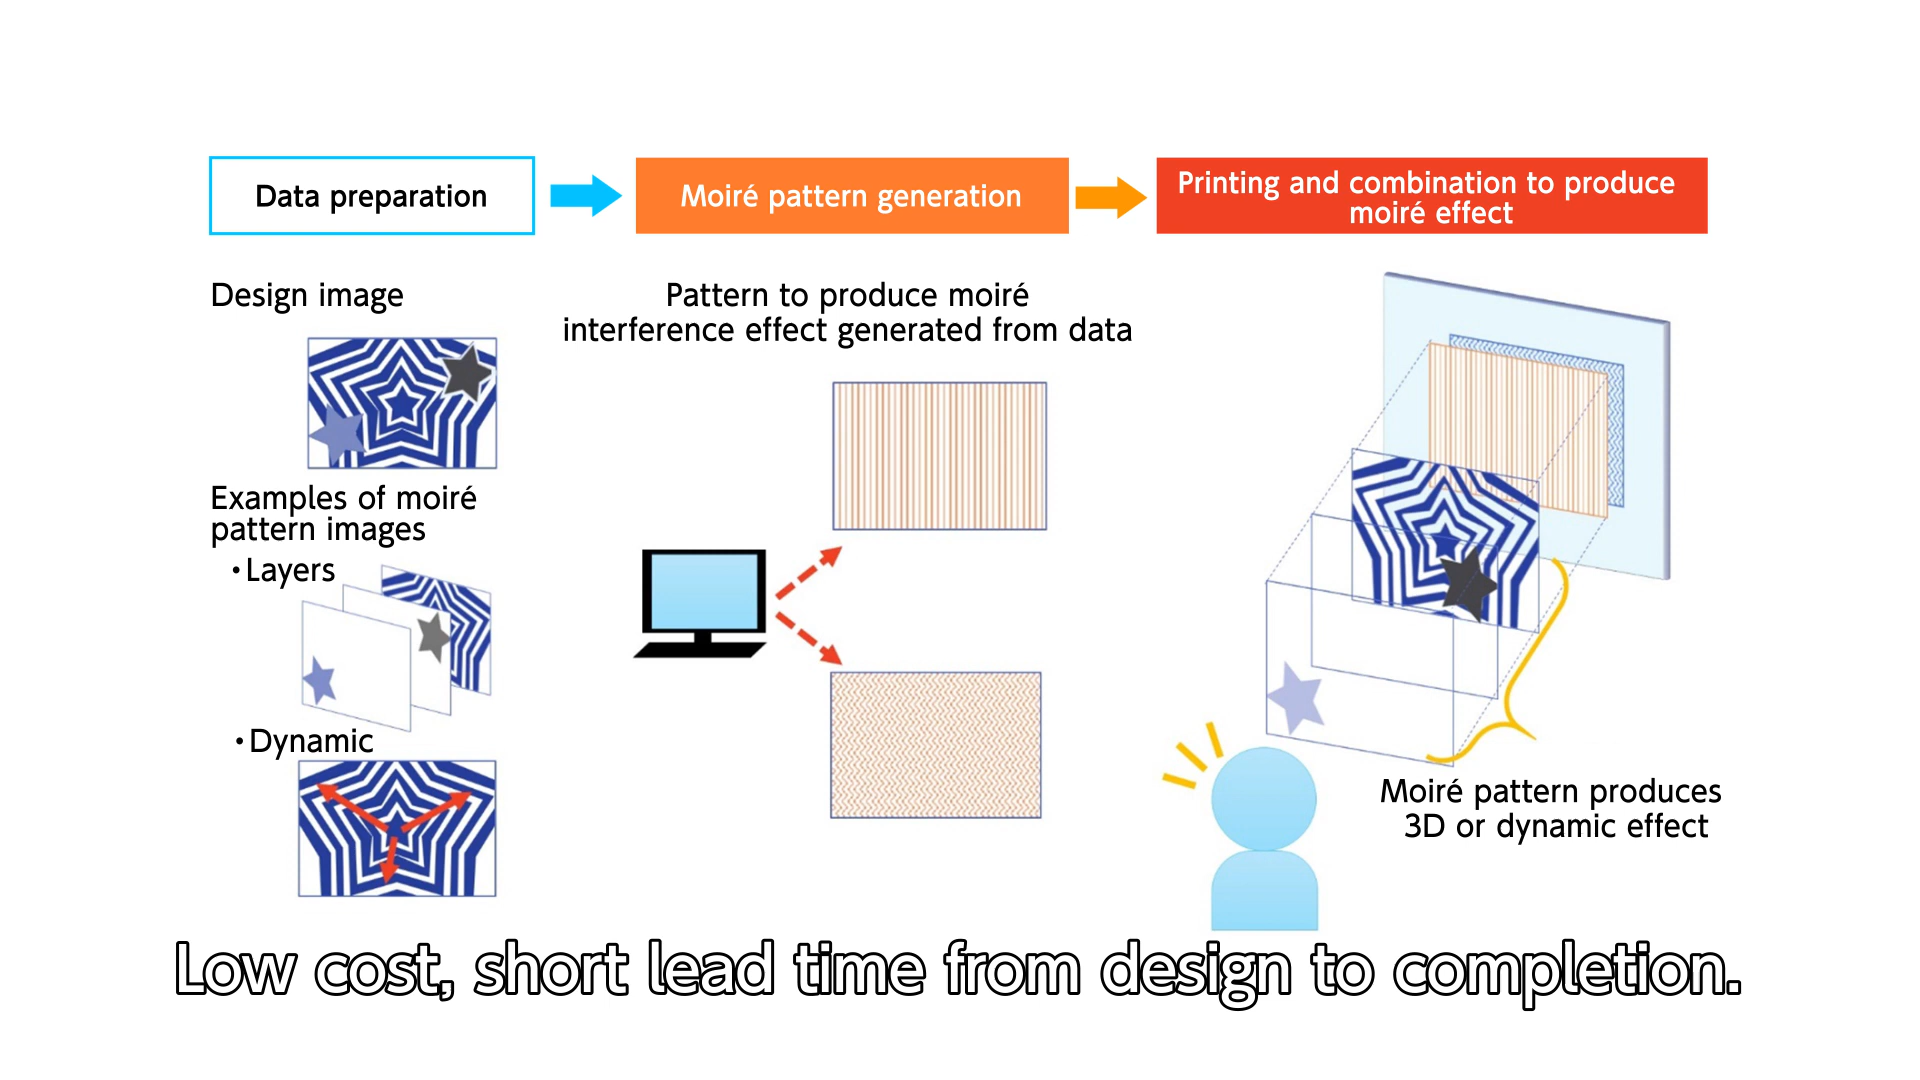 Data preparation
Moiré pattern generation
Printing and combination to produce
moiré effect
Design image
Examples of moiré
pattern images
・Layers
・Dynamic
Pattern to produce moiré
interference effect generated from data
Moiré pattern produces
3D or dynamic effect
Low cost, short lead time from design to completion.